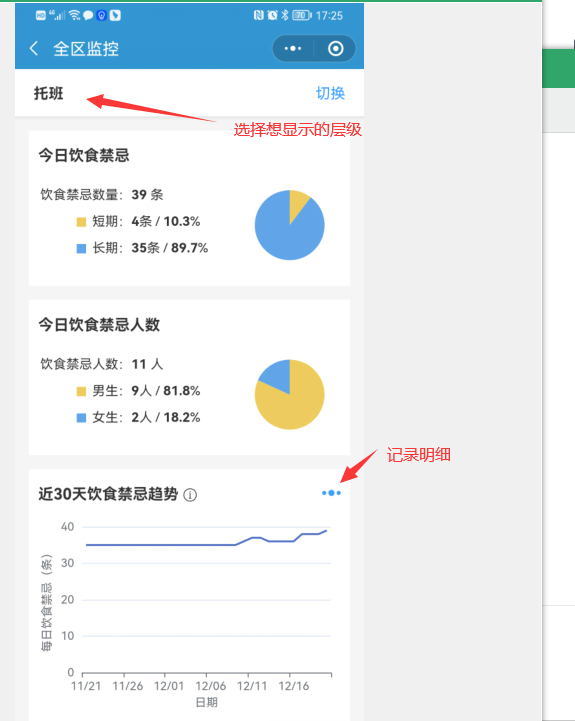 HD 46 70 17:25
全区监控
托班
切换
选择想显示的层级
今日饮食禁忌
饮食禁忌数量：39 条
短期：4条 / 10.3%
长期：35条 / 89.7%
今日饮食禁忌人数
饮食禁忌人数：11 人
男生：9人 / 81.8%
女生：2人 / 18.2%
记录明细
近30天饮食禁忌趋势
每日饮食禁忌（条）
40
30
20
10
0
11/21 11/26 12/01 12/06 12/11 12/16
日期